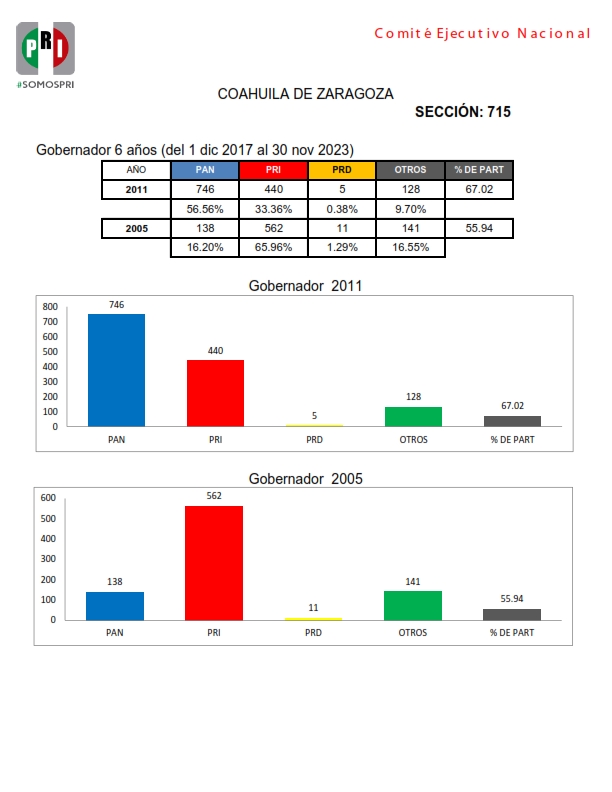 Comité Ejecutivo Nacional
PRI
#SOMOSPRI
COAHUILA DE ZARAGOZA
SECCIÓN: 715
Gobernador 6 años (del 1 dic 2017 al 30 nov 2023)
AÑO PAN PRI PRD OTROS % DE PART
2011 746 440 5 128 67.02
56.56% 33.36% 0.38% 9.70%
2005 138 562 11 141 55.94
16.20% 65.96% 1.29% 16.55%
Gobernador 2011
800
700
600
500
400
300
200
100
0
746
440
5
128
67.02
PAN PRI PRD OTROS % DE PART
Gobernador 2005
600
500
400
300
200
100
0
138
562
11
141
55.94
PAN PRI PRD OTROS % DE PART